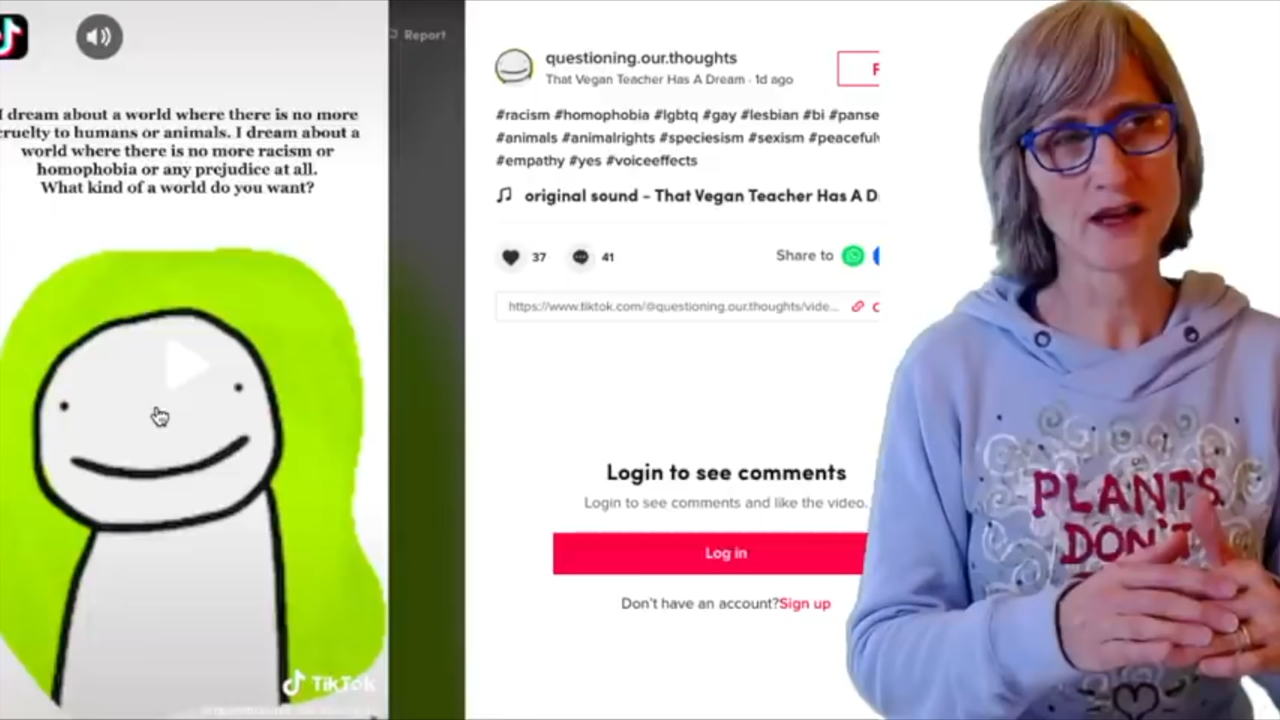 Report
I dream about a world where there is no more
cruelty to humans or animals. I dream about a
world where there is no more racism or
homophobia or any prejudice at all.
What kind of a world do you want?
TikTok
questioning.our.thoughts
That Vegan Teacher Has A Dream · 1d ago
F
#racism #homophobia #lgbtq #gay #lesbian #bi #panse
#animals #animalrights #speciesism #sexism #peacefulv
#empathy #yes #voiceeffects
original sound - That Vegan Teacher Has A D
37
41
Share to
https://www.tiktok.com/@questioning.our.thoughts/vide...
Login to see comments
Login to see comments and like the video.
Log in
Don't have an account?Sign up
PLANTS
DON'T